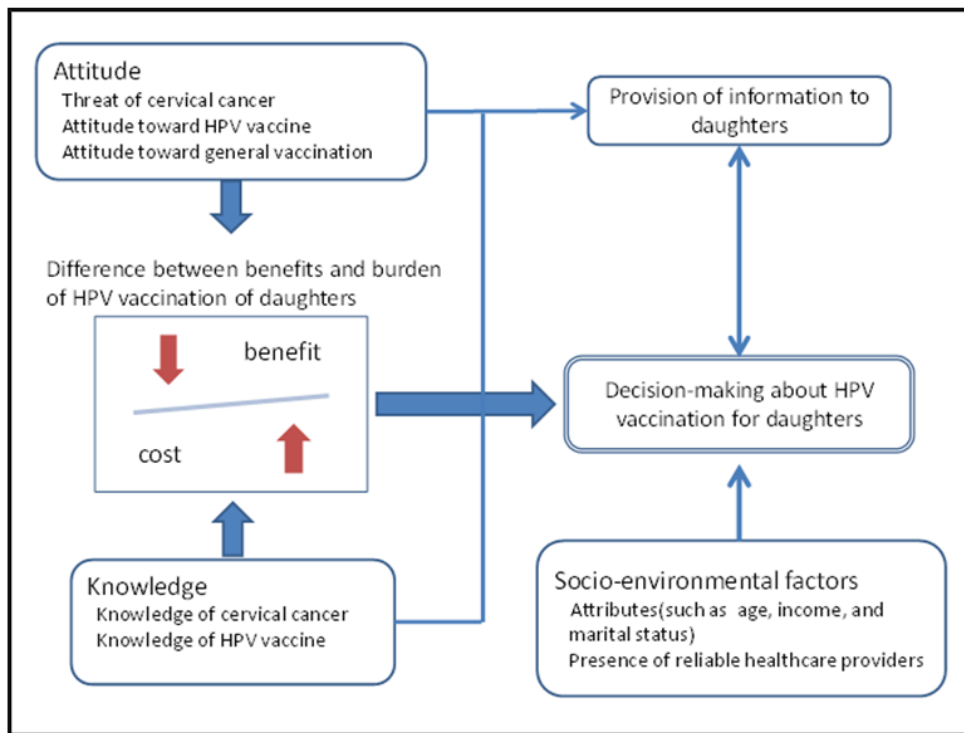 Attitude
Threat of cervical cancer
Attitude toward HPV vaccine
Attitude toward general vaccination
Provision of information to
daughters
Difference between benefits and burden
of HPV vaccination of daughters
benefit
cost
Decision-making about HPV
vaccination for daughters
Knowledge
Knowledge of cervical cancer
Knowledge of HPV vaccine
Socio-environmental factors
Attributes(such as age, income, and
marital status)
Presence of reliable healthcare providers